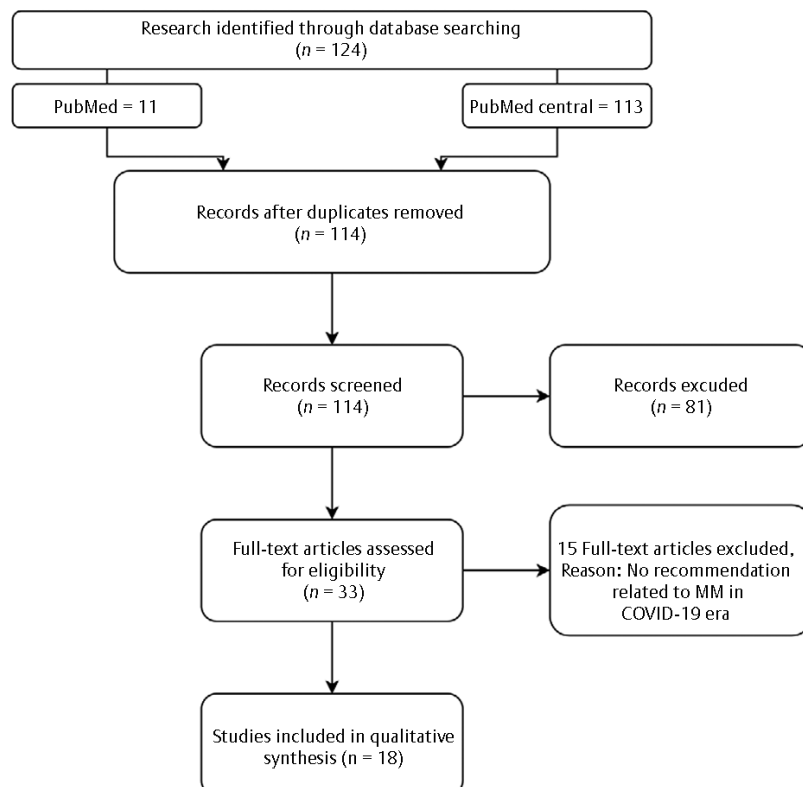 Research identified through database searching
(n = 124)
PubMed = 11
PubMed central = 113
Records after duplicates removed
(n = 114)
Records screened
(n = 114)
Records excuded
(n = 81)
Full-text articles assessed
for eligibility
(n = 33)
15 Full-text articles excluded,
Reason: No recommendation
related to MM in
COVID-19 era
Studies included in qualitative
synthesis (n = 18)